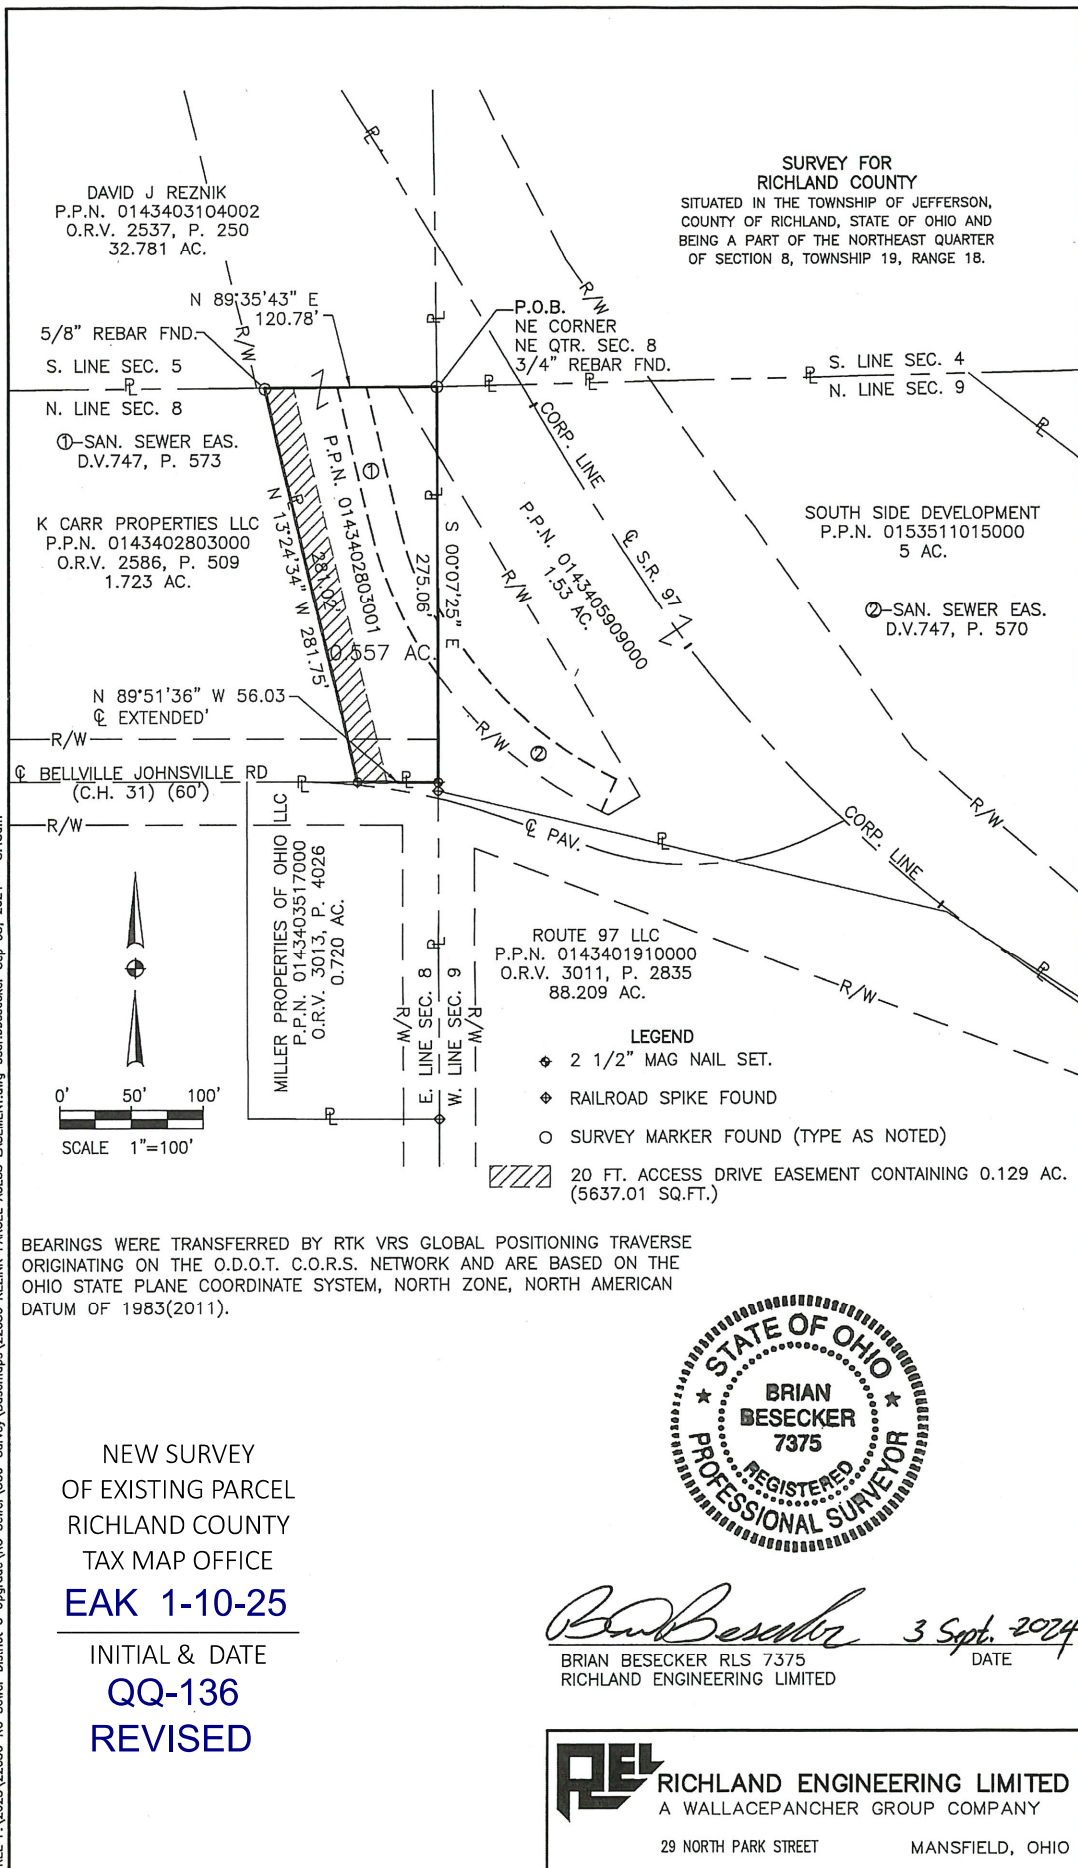 SURVEY FOR
RICHLAND COUNTY
SITUATED IN THE TOWNSHIP OF JEFFERSON,
COUNTY OF RICHLAND, STATE OF OHIO AND
BEING A PART OF THE NORTHEAST QUARTER
OF SECTION 8, TOWNSHIP 19, RANGE 18.
DAVID J REZNIK
P.P.N. 0143403104002
O.R.V. 2537, P. 250
32.781 AC.
N 89°35'43" E
120.78'
5/8" REBAR FND.
R/W
R/W
P.O.B.
NE CORNER
NE QTR. SEC. 8
3/4" REBAR FND.
S. LINE SEC. 5
N. LINE SEC. 8
S. LINE SEC. 4
N. LINE SEC. 9
①-SAN. SEWER EAS.
D.V.747, P. 573
K CARR PROPERTIES LLC
P.P.N. 0143402803000
O.R.V. 2586, P. 509
1.723 AC.
N 13°24'34" W 281.75'
281.02'
P.P.N. 0143402803001
0.557 AC.
①
S 00°07'25" E
275.06'
R/W
P.P.N. 0143405909000
1.53 AC.
CORP. LINE
℄ S.R. 97
SOUTH SIDE DEVELOPMENT
P.P.N. 0153511015000
5 AC.
②-SAN. SEWER EAS.
D.V.747, P. 570
N 89°51'36" W 56.03
℄ EXTENDED'
R/W
R/W
②
℄ BELLVILLE JOHNSVILLE RD
(C.H. 31) (60')
R/W
R/W
℄ PAV.
CORP. LINE
MILLER PROPERTIES OF OHIO LLC
P.P.N. 0143403517000
O.R.V. 3013, P. 4026
0.720 AC.
R/W
E. LINE SEC. 8
W. LINE SEC. 9
R/W
ROUTE 97 LLC
P.P.N. 0143401910000
O.R.V. 3011, P. 2835
88.209 AC.
R/W
0' 50' 100'
SCALE 1"=100'
LEGEND
2 1/2" MAG NAIL SET.
RAILROAD SPIKE FOUND
SURVEY MARKER FOUND (TYPE AS NOTED)
20 FT. ACCESS DRIVE EASEMENT CONTAINING 0.129 AC.
(5637.01 SQ.FT.)
BEARINGS WERE TRANSFERRED BY RTK VRS GLOBAL POSITIONING TRAVERSE
ORIGINATING ON THE O.D.O.T. C.O.R.S. NETWORK AND ARE BASED ON THE
OHIO STATE PLANE COORDINATE SYSTEM, NORTH ZONE, NORTH AMERICAN
DATUM OF 1983(2011).
STATE OF OHIO
BRIAN
BESECKER
7375
REGISTERED
PROFESSIONAL SURVEYOR
NEW SURVEY
OF EXISTING PARCEL
RICHLAND COUNTY
TAX MAP OFFICE
EAK 1-10-25
INITIAL & DATE
QQ-136
REVISED
Brian Besecker 3 Sept. 2024
BRIAN BESECKER RLS 7375 DATE
RICHLAND ENGINEERING LIMITED
REL
RICHLAND ENGINEERING LIMITED
A WALLACEPANCHER GROUP COMPANY
29 NORTH PARK STREET MANSFIELD, OHIO